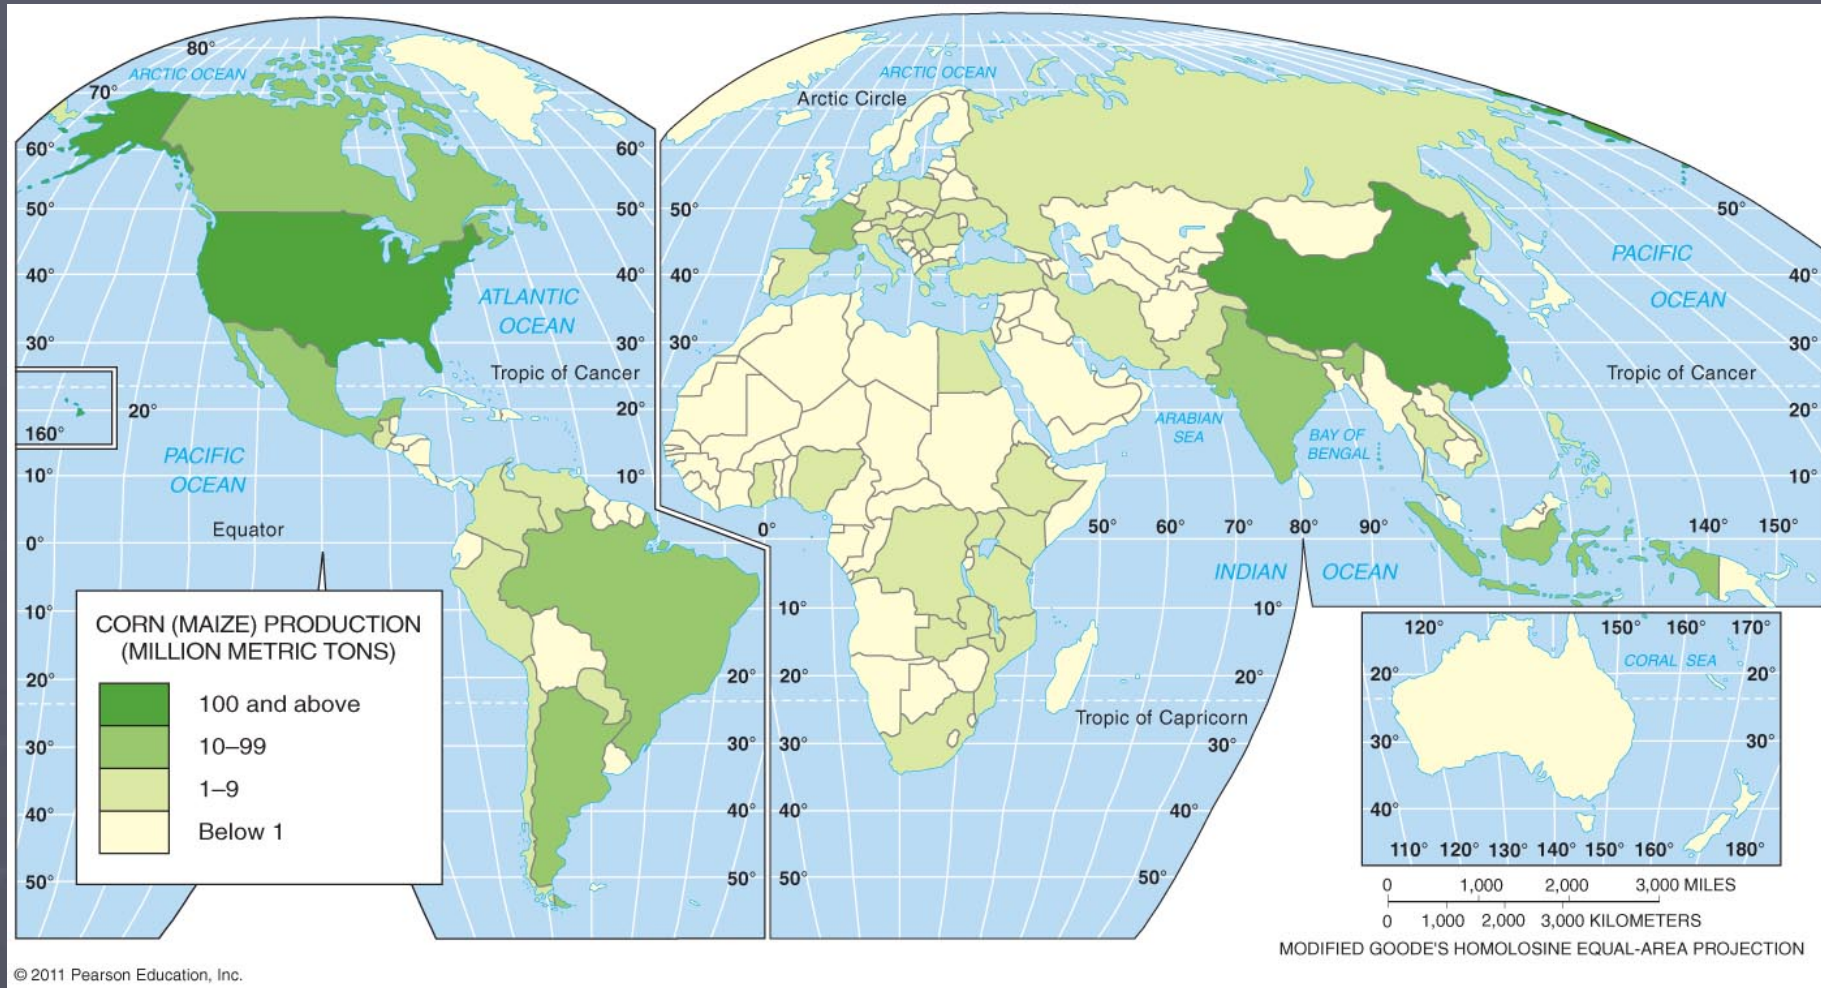 80°
ARCTIC OCEAN
70°
60°
60°
50°
50°
40°
40°
ATLANTIC
OCEAN
30°
30°
Tropic of Cancer
20°
20°
160°
PACIFIC
OCEAN
10°
10°
Equator
0°
0°
10°
20°
20°
30°
30°
40°
40°
50°
50°
CORN (MAIZE) PRODUCTION
(MILLION METRIC TONS)
100 and above
10–99
1–9
Below 1
ARCTIC OCEAN
Arctic Circle
50°
50°
PACIFIC
OCEAN
40°
40°
30°
30°
Tropic of Cancer
20°
ARABIAN
SEA
BAY OF
BENGAL
10°
50°
60°
70°
80°
90°
140°
150°
INDIAN
OCEAN
10°
10°
20°
20°
Tropic of Capricorn
30°
30°
40°
40°
50°
50°
120°
150°
160°
170°
CORAL SEA
20°
20°
30°
30°
40°
40°
110°
120°
130°
140°
150°
160°
180°
0
1,000
2,000
3,000 MILES
0
1,000
2,000
3,000 KILOMETERS
MODIFIED GOODE'S HOMOLOSINE EQUAL-AREA PROJECTION
© 2011 Pearson Education, Inc.